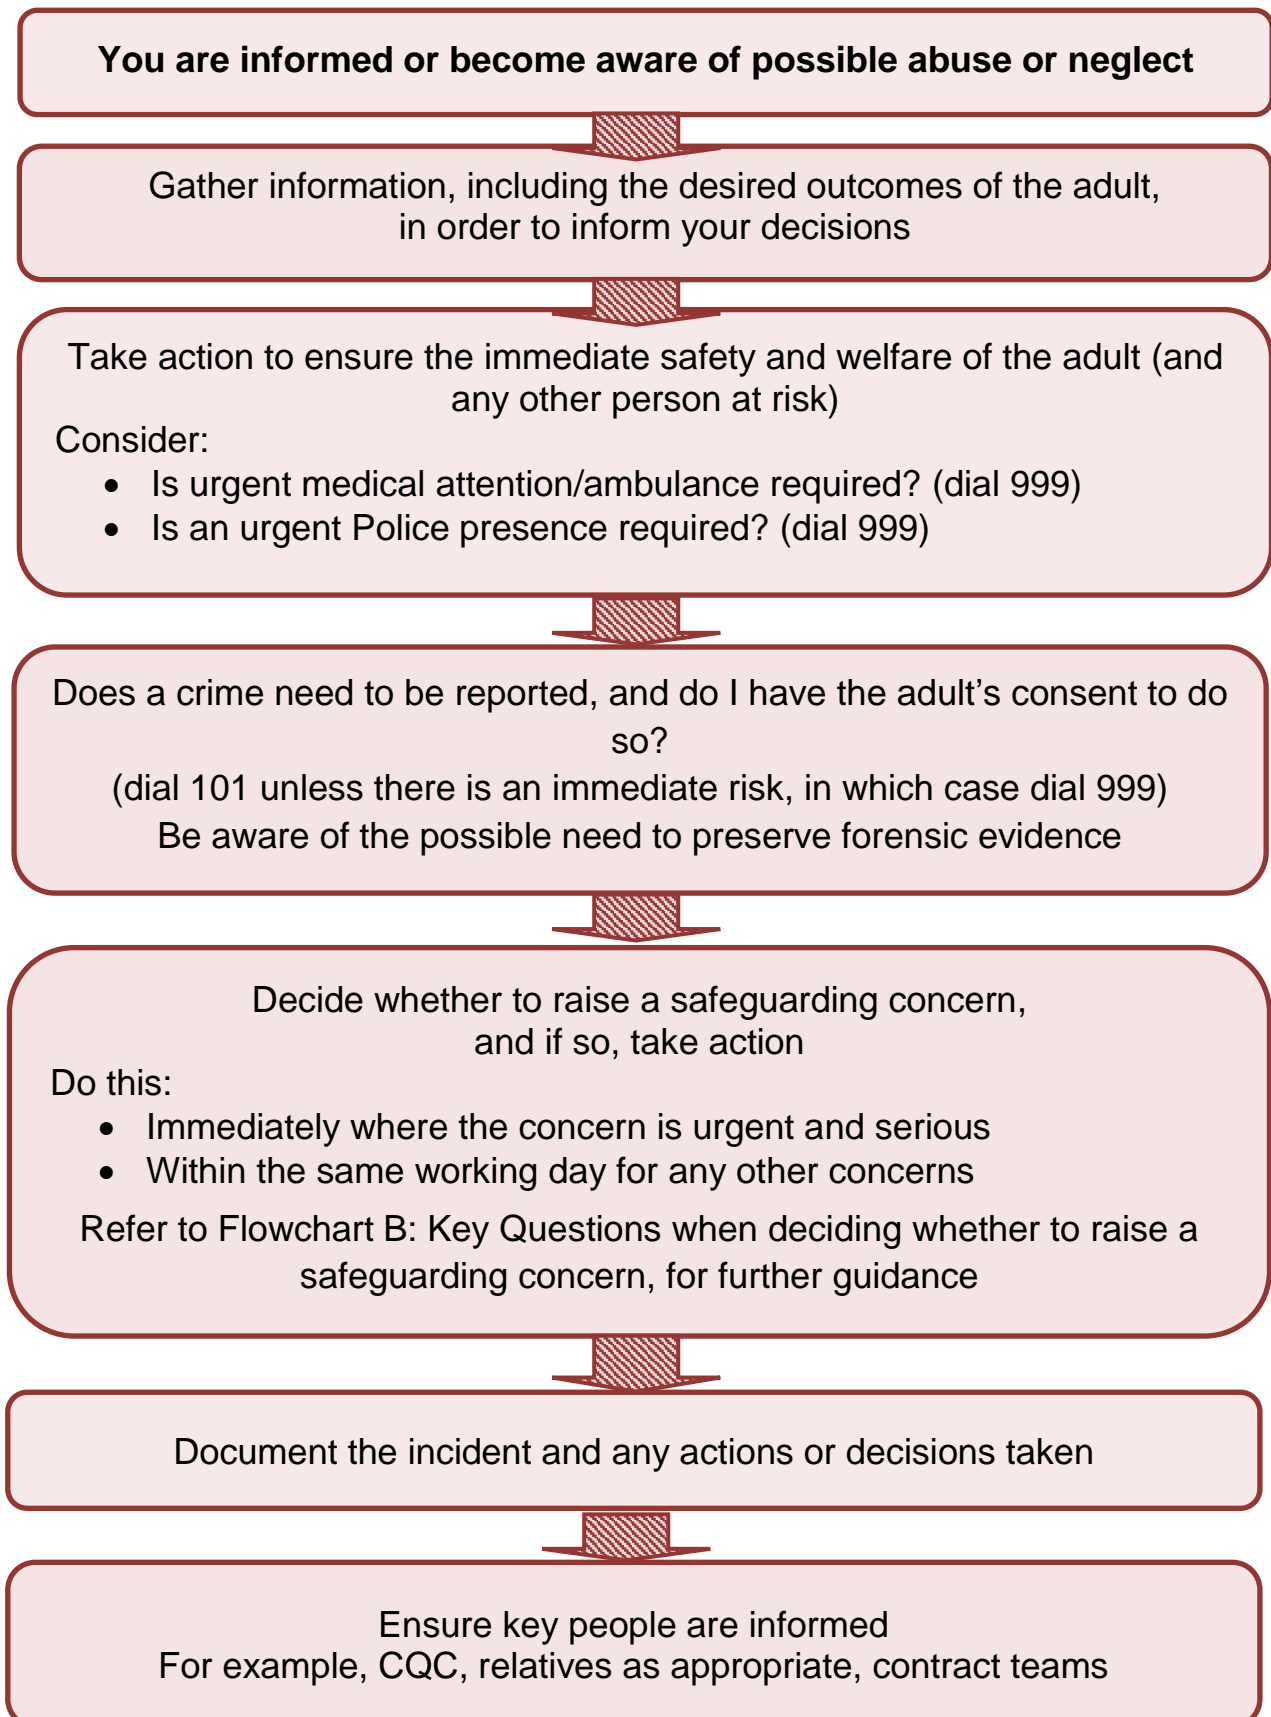 You are informed or become aware of possible abuse or neglect
Gather information, including the desired outcomes of the adult,
in order to inform your decisions
Take action to ensure the immediate safety and welfare of the adult (and
any other person at risk)
Consider:
• Is urgent medical attention/ambulance required? (dial 999)
• Is an urgent Police presence required? (dial 999)
Does a crime need to be reported, and do I have the adult's consent to do
so?
(dial 101 unless there is an immediate risk, in which case dial 999)
Be aware of the possible need to preserve forensic evidence
Decide whether to raise a safeguarding concern,
and if so, take action
Do this:
• Immediately where the concern is urgent and serious
• Within the same working day for any other concerns
Refer to Flowchart B: Key Questions when deciding whether to raise a
safeguarding concern, for further guidance
Document the incident and any actions or decisions taken
Ensure key people are informed
For example, CQC, relatives as appropriate, contract teams